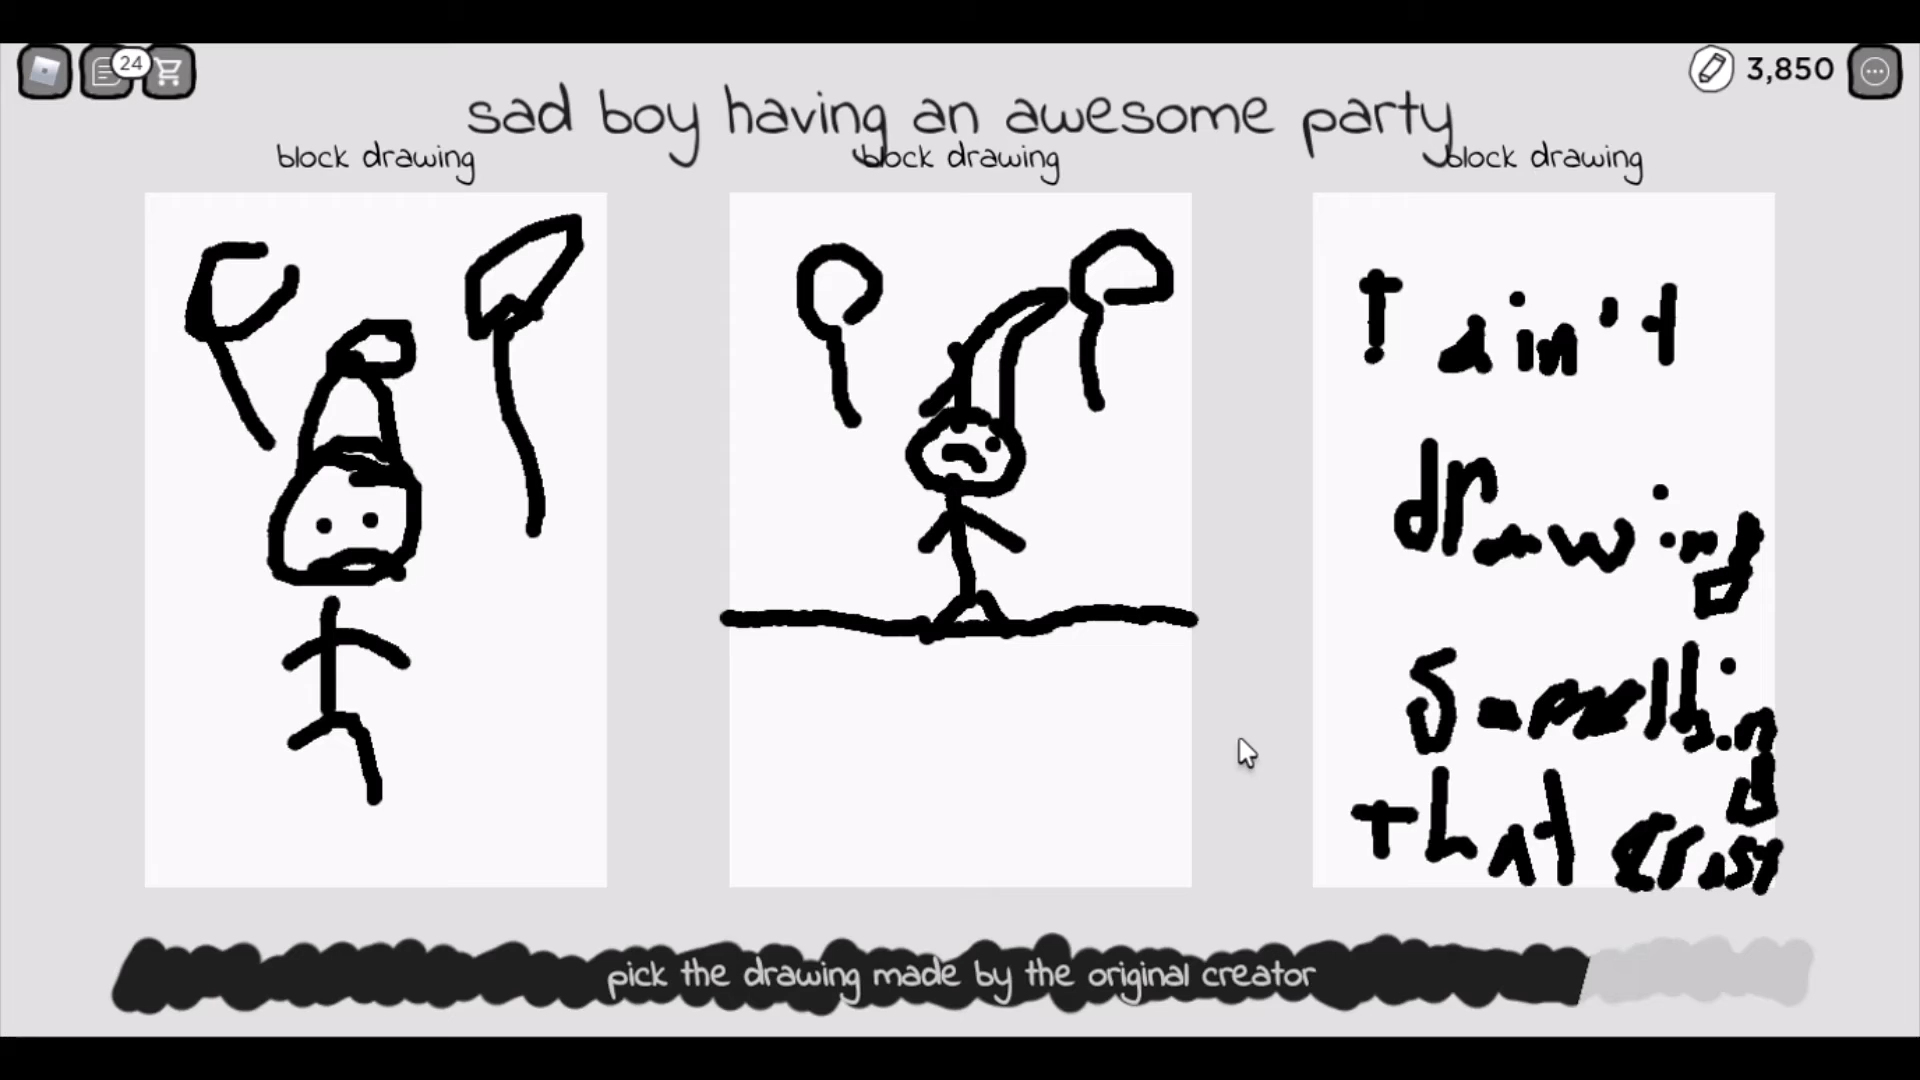 24
3,850
sad boy having an awesome party
block drawing
block drawing
block drawing
I ain't
drawing
that
pick the drawing made by the original creator